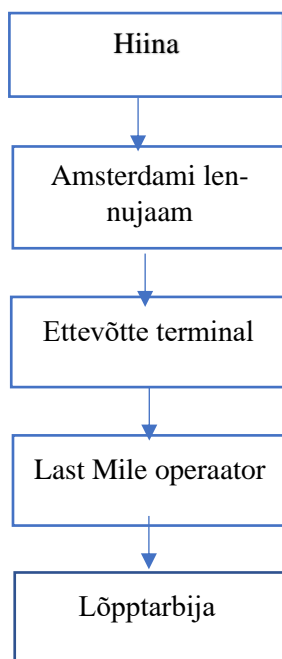 Hiina
Amsterdami len-
nujaam
Ettevõtte terminal
Last Mile operaator
Lõpptarbija